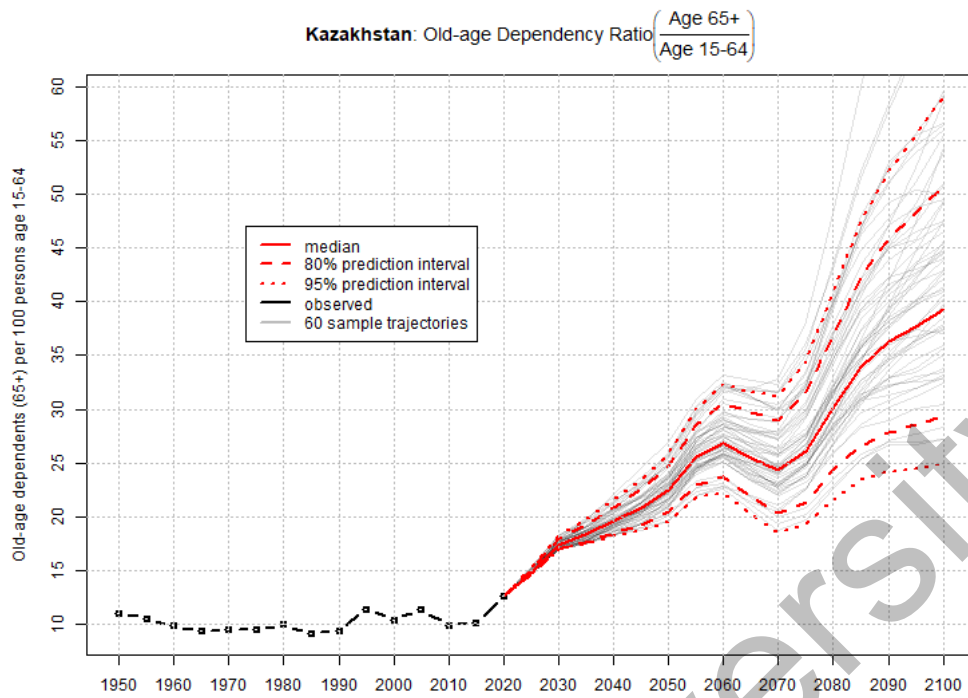 Kazakhstan: Old-age Dependency Ratio (Age 65+ / Age 15-64)
Old-age dependents (65+) per 100 persons age 15-64
60
55
50
45
40
35
30
25
20
15
10
median
80% prediction interval
95% prediction interval
observed
60 sample trajectories
1950 1960 1970 1980 1990 2000 2010 2020 2030 2040 2050 2060 2070 2080 2090 2100